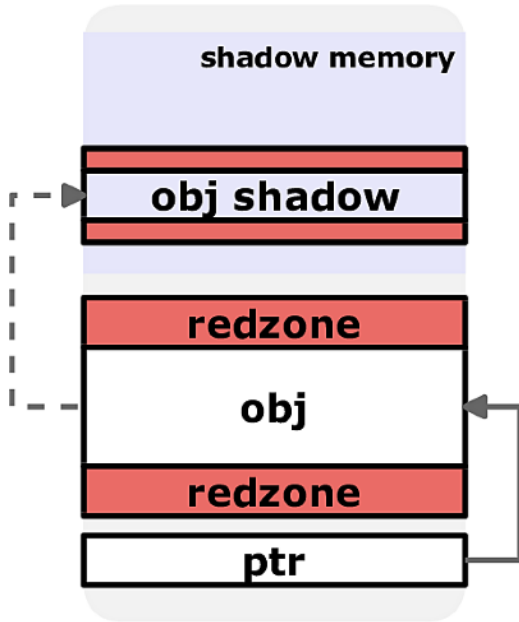 shadow memory
obj shadow
redzone
obj
redzone
ptr